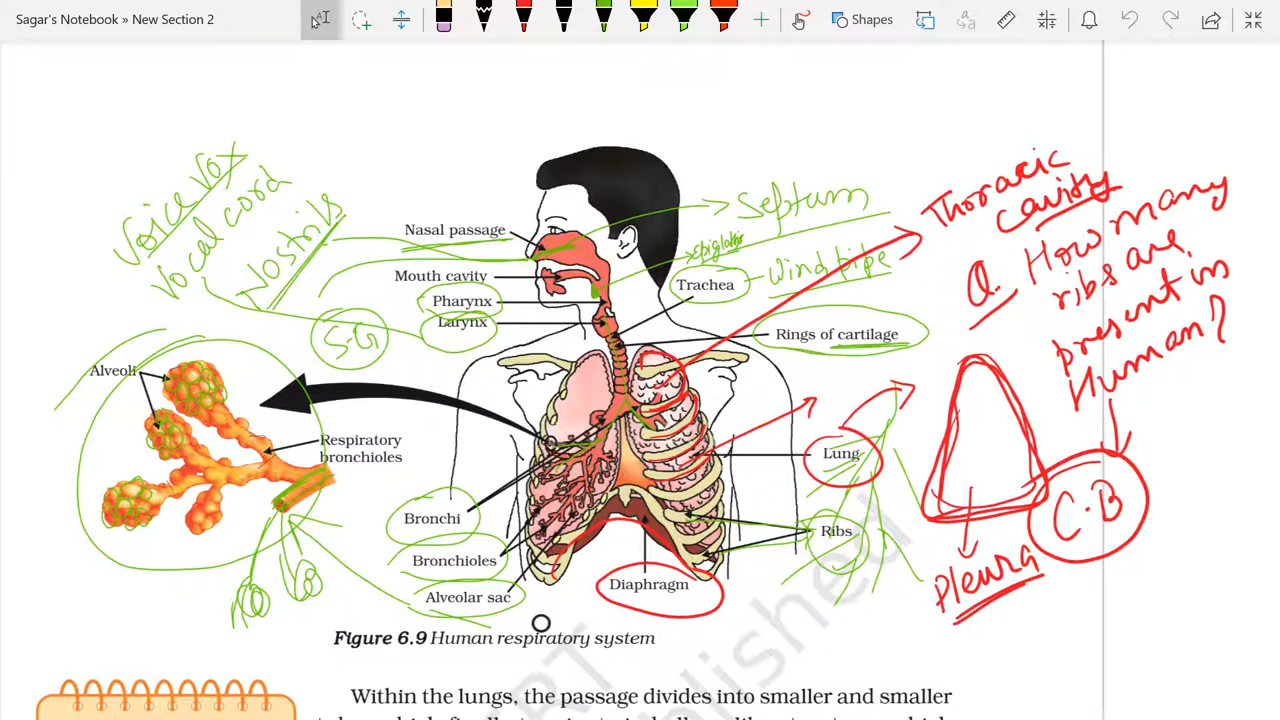 Sagar's Notebook » New Section 2
Shapes
Voice Vox
Vocal cord
Nostrils
S-G
Septum
epiglottis
Wind pipe
Thoracic
cavity
Q. How many
ribs are
present in
Human?
C-B
Pleura
Nasal passage
Mouth cavity
Pharynx
Larynx
Trachea
Rings of cartilage
Alveoli
Respiratory
bronchioles
Lung
Bronchi
Ribs
Bronchioles
Diaphragm
Alveolar sac
Figure 6.9 Human respiratory system
Within the lungs, the passage divides into smaller and smaller